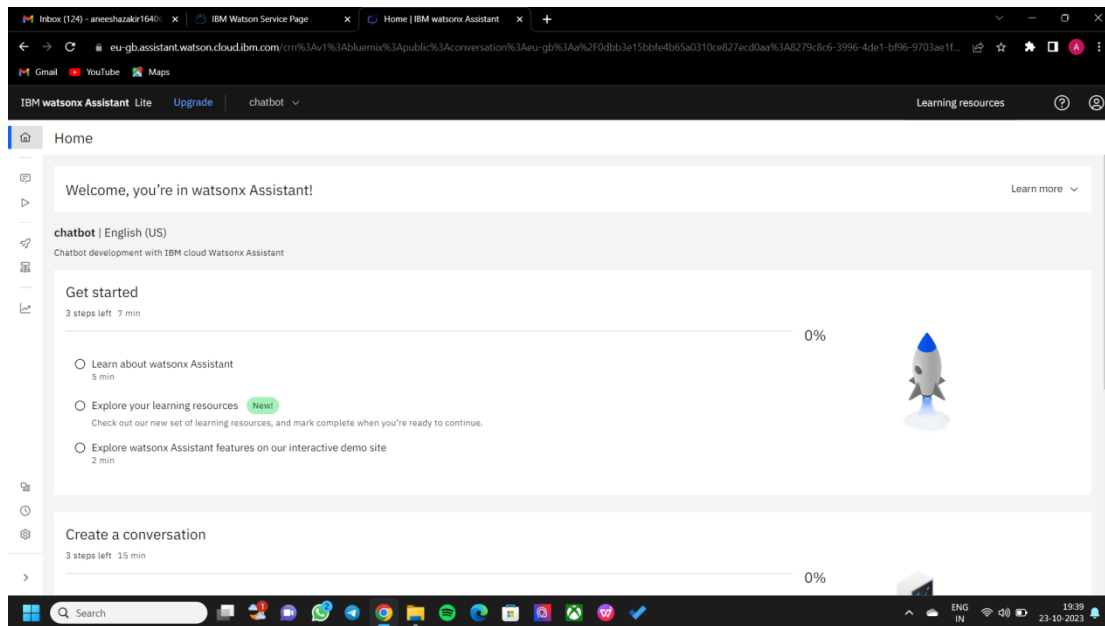 Inbox (124) - aneeshazakir1640
IBM Watson Service Page
Home | IBM watsonx Assistant
eu-gb.assistant.watson.cloud.ibm.com/crn%3Av1%3Abluemix%3Apublic%3Aconversation%3Aeu-gb%3Aa%2F0dbb3e15bbfe4b65a0310ce827ecd0aa%3A8279c8c6-3996-4de1-bf96-9703ae1f...
A
Gmail YouTube Maps
IBM watsonx Assistant Lite Upgrade chatbot Learning resources
Home
Welcome, you're in watsonx Assistant! Learn more
chatbot | English (US)
Chatbot development with IBM cloud Watsonx Assistant
Get started
3 steps left 7 min
0%
Learn about watsonx Assistant
5 min
Explore your learning resources New!
Check out our new set of learning resources, and mark complete when you're ready to continue.
Explore watsonx Assistant features on our interactive demo site
2 min
Create a conversation
3 steps left 15 min
0%
Search
ENG
IN
19:39
23-10-2023